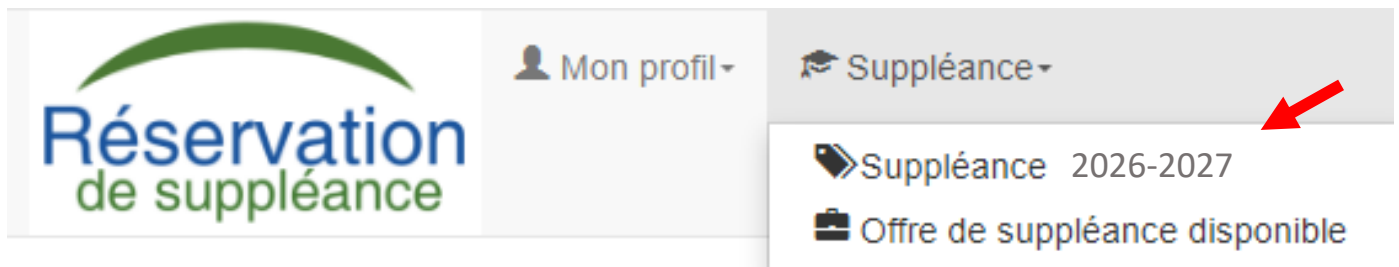 Réservation
de suppléance
Mon profil
Suppléance
Suppléance 2026-2027
Offre de suppléance disponible